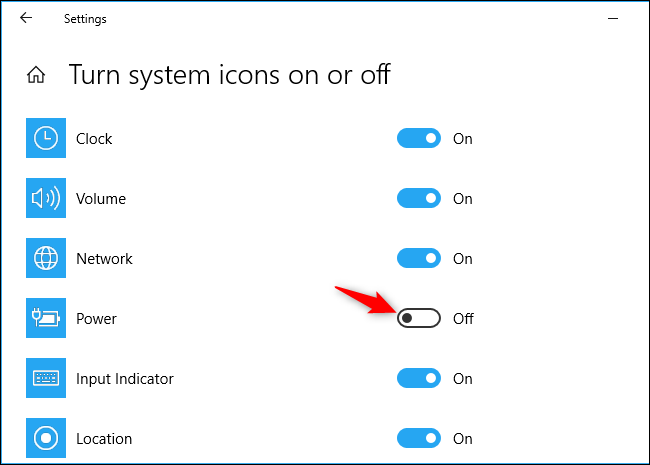 Settings
Turn system icons on or off
Clock On
Volume On
Network On
Power Off
Input Indicator On
Location On